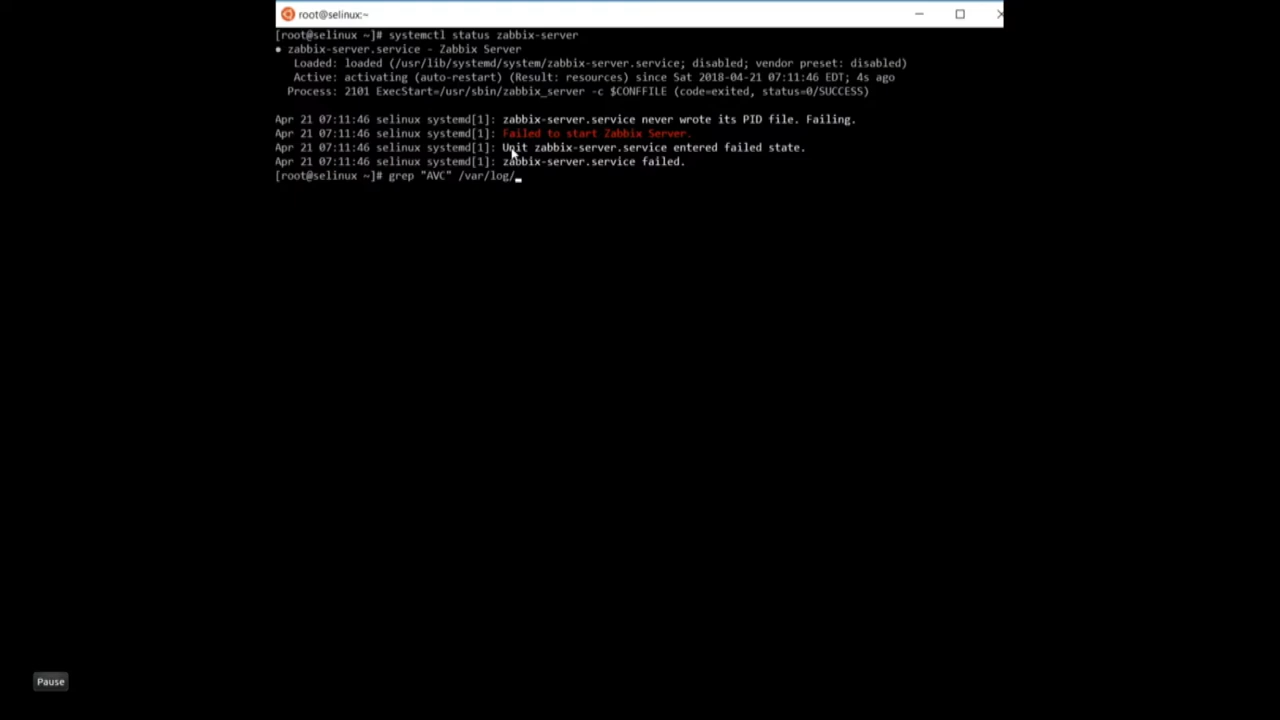 root@selinux:~
[root@selinux ~]# systemctl status zabbix-server
● zabbix-server.service - Zabbix Server
Loaded: loaded (/usr/lib/systemd/system/zabbix-server.service; disabled; vendor preset: disabled)
Active: activating (auto-restart) (Result: resources) since Sat 2018-04-21 07:11:46 EDT; 4s ago
Process: 2101 ExecStart=/usr/sbin/zabbix_server -c $CONFFILE (code=exited, status=0/SUCCESS)
Apr 21 07:11:46 selinux systemd[1]: zabbix-server.service never wrote its PID file. Failing.
Apr 21 07:11:46 selinux systemd[1]: Failed to start Zabbix Server.
Apr 21 07:11:46 selinux systemd[1]: Unit zabbix-server.service entered failed state.
Apr 21 07:11:46 selinux systemd[1]: zabbix-server.service failed.
[root@selinux ~]# grep "AVC" /var/log/
Pause